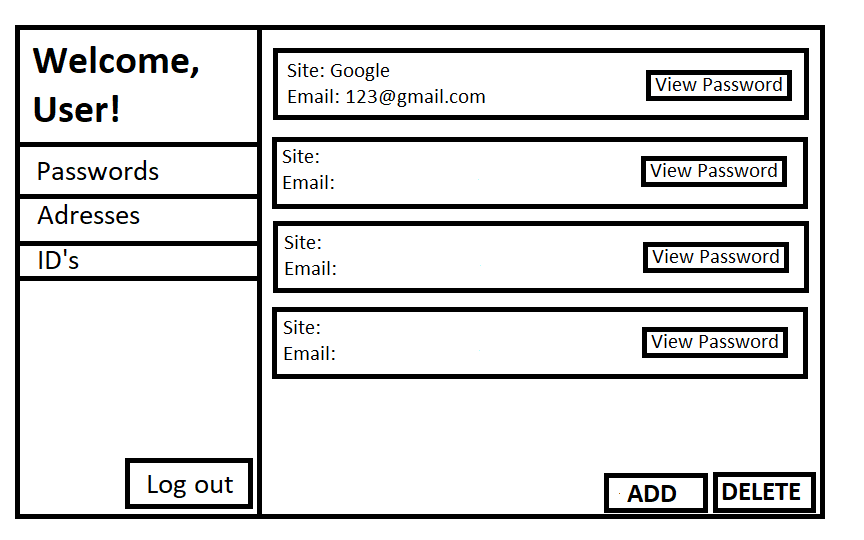 Welcome,
User!
Passwords
Adresses
ID's
Log out
Site: Google
Email: 123@gmail.com
View Password
Site:
Email:
View Password
Site:
Email:
View Password
Site:
Email:
View Password
ADD
DELETE